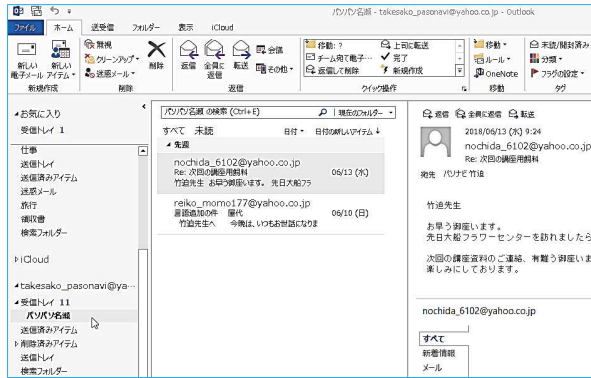 パソパソ名瀬 - takesako_pasonavi@yahoo.co.jp - Outlook
ファイル ホーム 送受信 フォルダー 表示 iCloud
新しい 電子メール
新しい アイテム
無視
クリーンアップ
迷惑メール
削除
返信
全員に 返信
転送
会議
その他
移動: ?
チーム宛て電子…
返信して削除
上司に転送
完了
新規作成
移動
ルール
OneNote
未読/開封済み
分類
フラグの設定
新規作成 削除 返信 クイック操作 移動 タグ
お気に入り
受信トレイ 1
仕事
送信トレイ
送信済みアイテム
迷惑メール
旅行
領収書
検索フォルダー
iCloud
takesako_pasonavi@ya…
受信トレイ 11
パソパソ名瀬
送信済みアイテム
削除済みアイテム
送信トレイ
検索フォルダー
パソパソ名瀬 の検索 (Ctrl+E)
現在のフォルダー
すべて 未読 日付 日付の新しいアイテム ↓
先週
nochida_6102@yahoo.co.jp
Re: 次回の講座用飼料 06/13 (水)
竹迫先生 お早う御座います。 先日大船フラ
reiko_momo177@yahoo.co.jp
言語追加の件 屋代 06/10 (日)
竹迫先生へ 今晩は、いつもお世話になりま
返信 全員に返信 転送
2018/06/13 (水) 9:24
nochida_6102@yahoo.co.jp
Re: 次回の講座用飼料
宛先 パソナビ 竹迫
竹迫先生
お早う御座います。
先日大船フラワーセンターを訪れましたら
次回の講座資料のご連絡、有難う御座いま
楽しみにしております。
nochida_6102@yahoo.co.jp
すべて
新着情報
メール